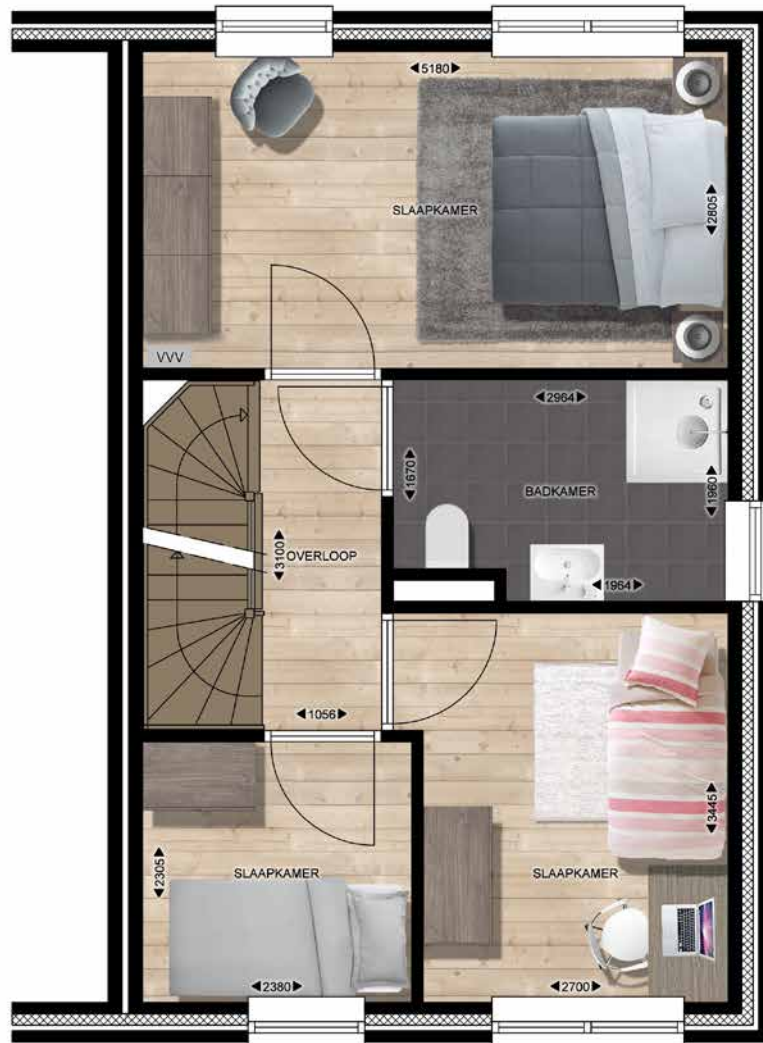 5180
SLAAPKAMER
2805
VVV
2964
1670
1960
BADKAMER
OVERLOOP
3100
1964
1056
3445
2305
SLAAPKAMER
SLAAPKAMER
2380
2700